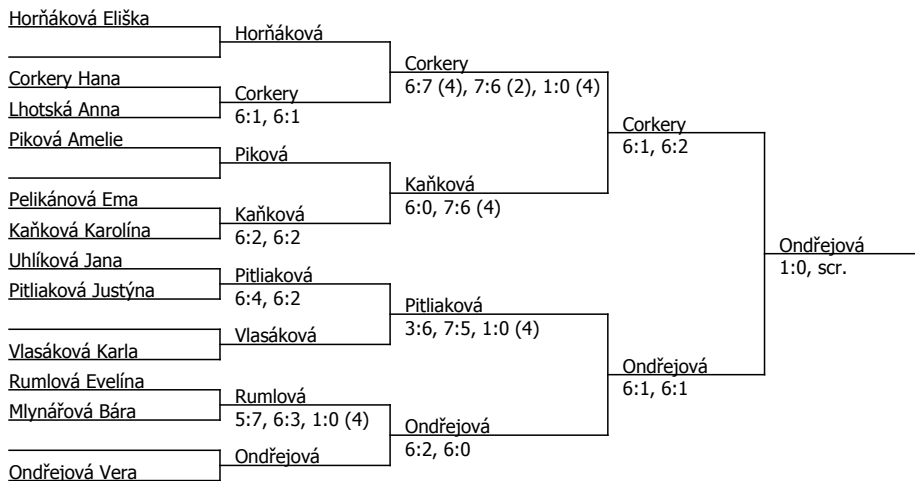 Horňáková Eliška
Corkery Hana
Lhotská Anna
Piková Amelie
Pelikánová Ema
Kaňková Karolína
Uhlíková Jana
Pitliaková Justýna
Vlasáková Karla
Rumlová Evelína
Mlynářová Bára
Ondřejová Vera
Horňáková
Corkery
6:1, 6:1
Piková
Kaňková
6:2, 6:2
Pitliaková
6:4, 6:2
Vlasáková
Rumlová
5:7, 6:3, 1:0 (4)
Ondřejová
Corkery
6:7 (4), 7:6 (2), 1:0 (4)
Kaňková
6:0, 7:6 (4)
Pitliaková
3:6, 7:5, 1:0 (4)
Ondřejová
6:2, 6:0
Corkery
6:1, 6:2
Ondřejová
6:1, 6:1
Ondřejová
1:0, scr.